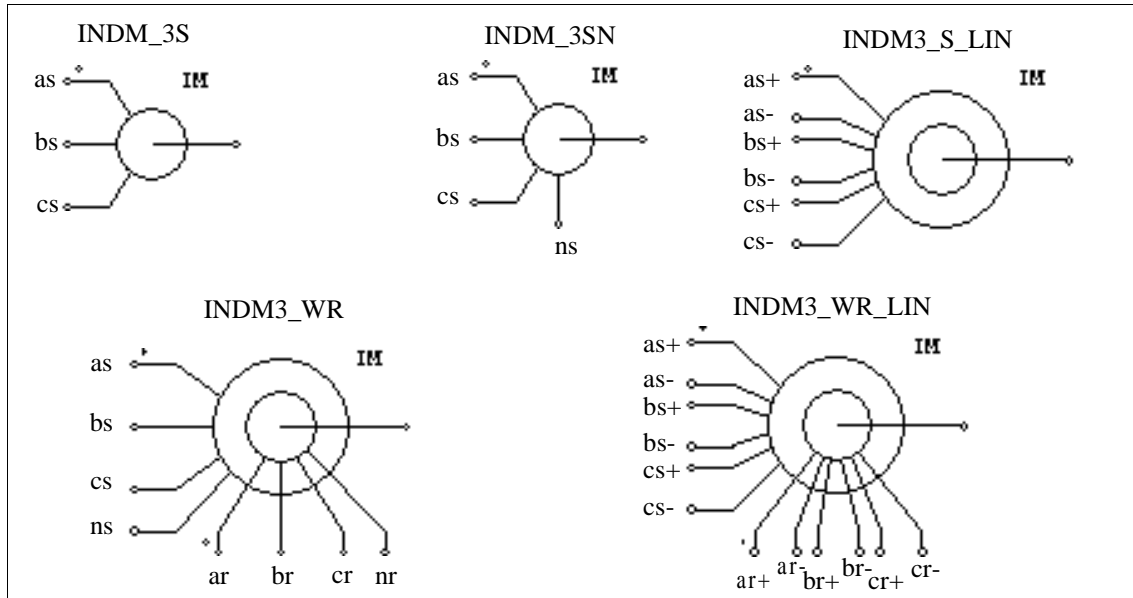 INDM_3S
as
IM
bs
cs
INDM_3SN
as
IM
bs
cs
ns
INDM3_S_LIN
as+
IM
as-
bs+
bs-
cs+
cs-
INDM3_WR
as
IM
bs
cs
ns
ar br cr nr
INDM3_WR_LIN
as+
IM
as-
bs+
bs-
cs+
cs-
ar+ ar- br+ br- cr+ cr-